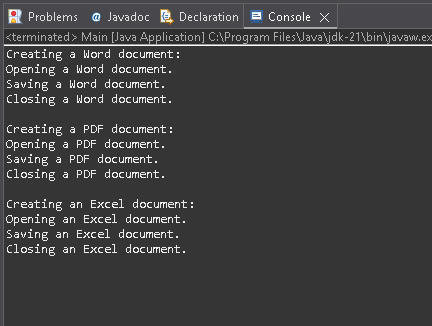 Problems @ Javadoc Declaration Console
<terminated> Main [Java Application] C:\Program Files\Java\jdk-21\bin\javaw.ex
Creating a Word document:
Opening a Word document.
Saving a Word document.
Closing a Word document.
Creating a PDF document:
Opening a PDF document.
Saving a PDF document.
Closing a PDF document.
Creating an Excel document:
Opening an Excel document.
Saving an Excel document.
Closing an Excel document.